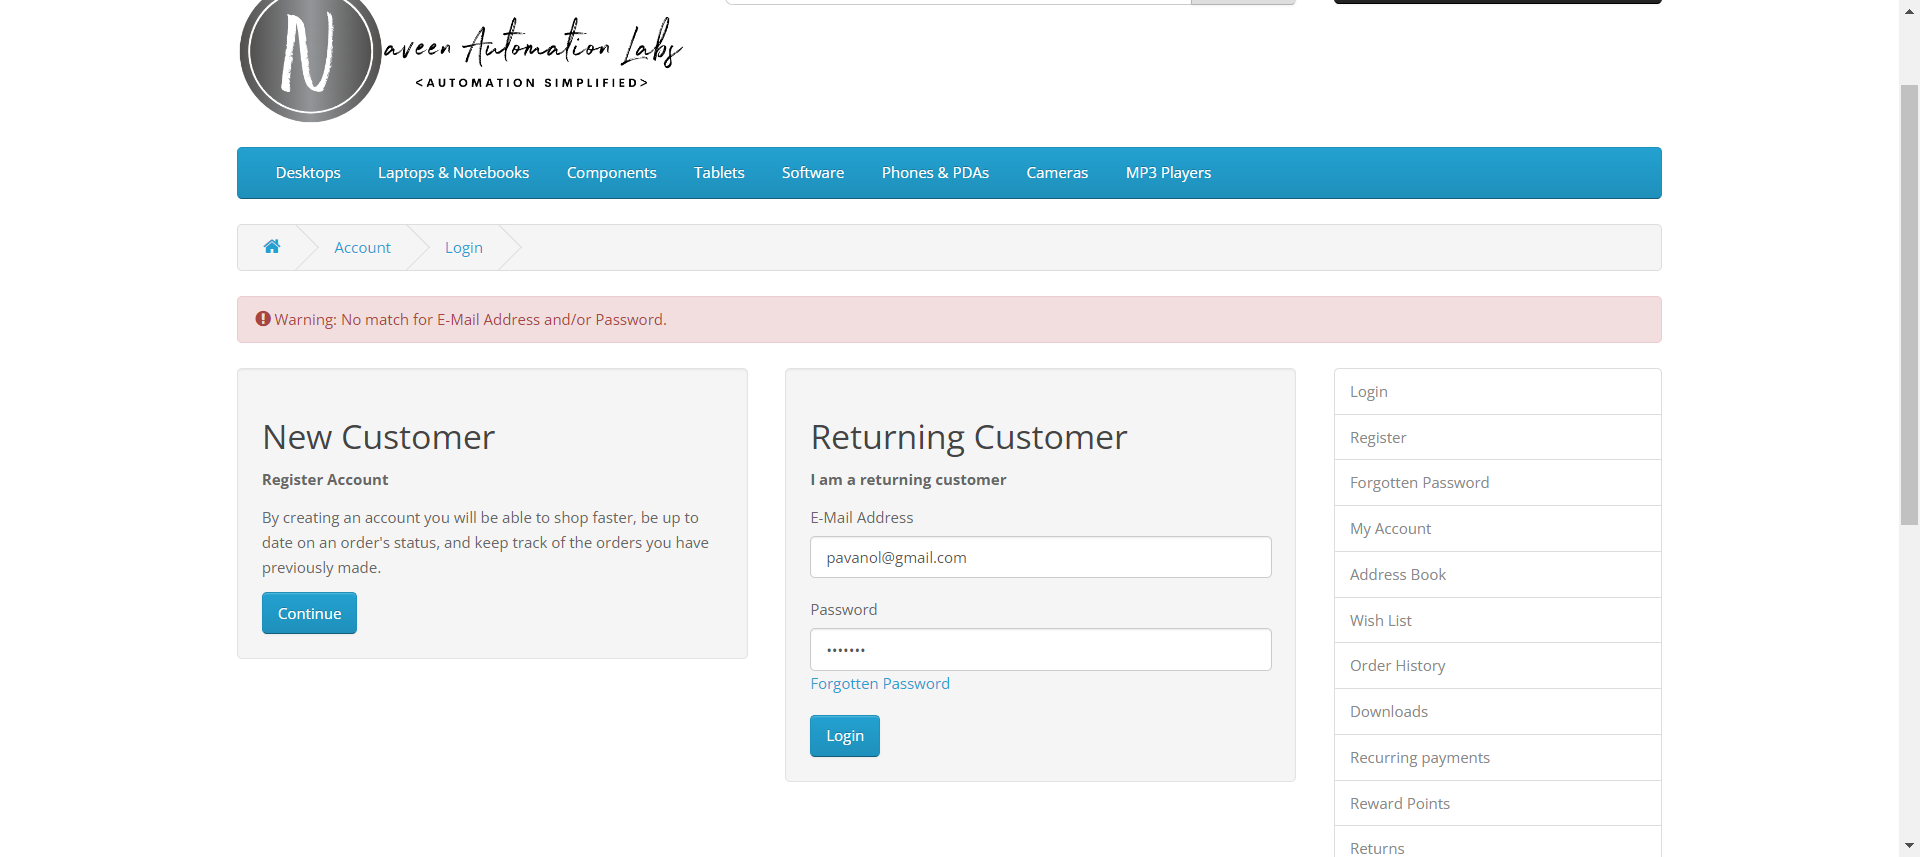 N
aveen Automation Labs
<AUTOMATION SIMPLIFIED>
Desktops Laptops & Notebooks Components Tablets Software Phones & PDAs Cameras MP3 Players
Account Login
Warning: No match for E-Mail Address and/or Password.
New Customer
Register Account
By creating an account you will be able to shop faster, be up to
date on an order's status, and keep track of the orders you have
previously made.
Continue
Returning Customer
I am a returning customer
E-Mail Address
pavanol@gmail.com
Password
•••••••
Forgotten Password
Login
Login
Register
Forgotten Password
My Account
Address Book
Wish List
Order History
Downloads
Recurring payments
Reward Points
Returns